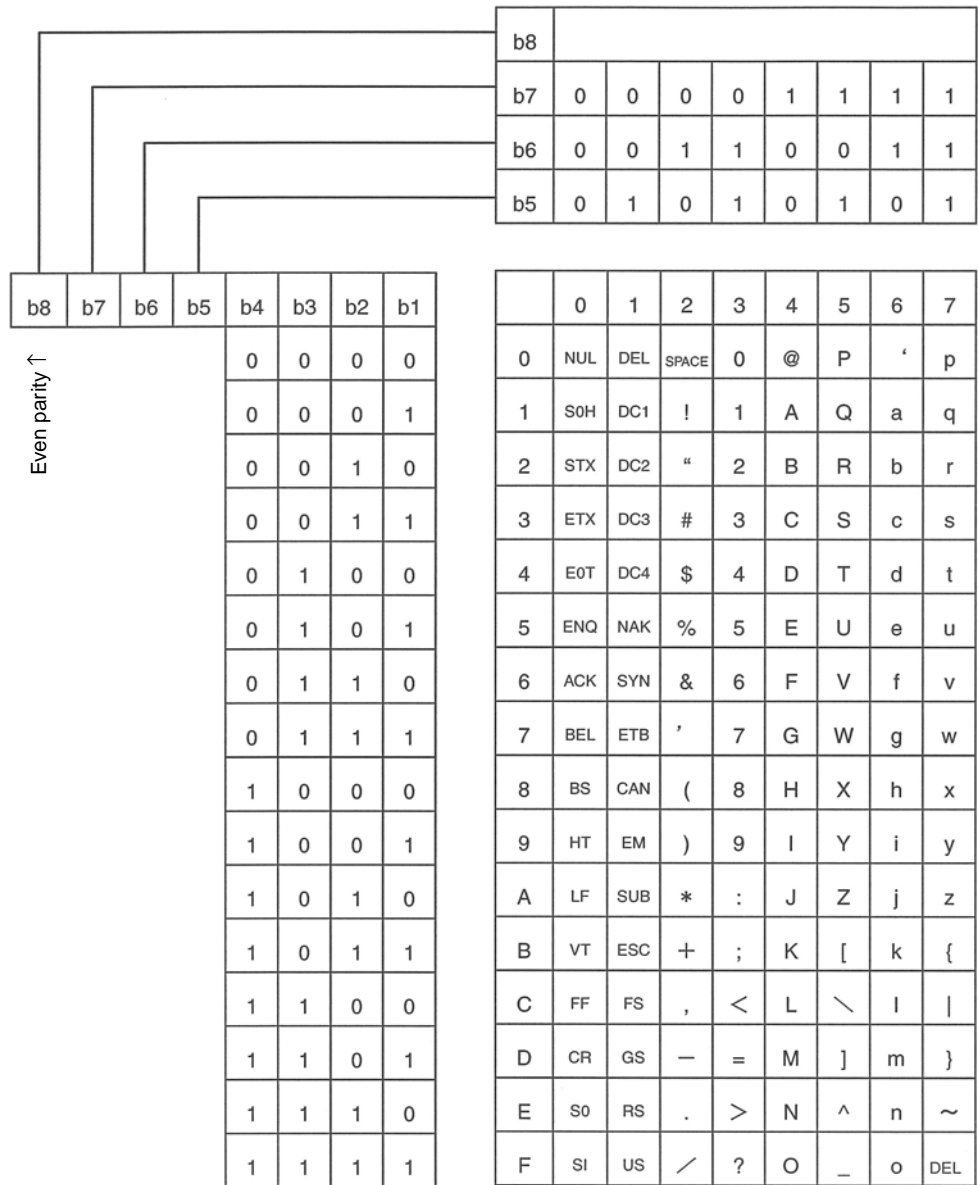 b8
b7 0 0 0 0 1 1 1 1
b6 0 0 1 1 0 0 1 1
b5 0 1 0 1 0 1 0 1
b8 b7 b6 b5 b4 b3 b2 b1
Even parity ↑
0 0 0 0
0 0 0 1
0 0 1 0
0 0 1 1
0 1 0 0
0 1 0 1
0 1 1 0
0 1 1 1
1 0 0 0
1 0 0 1
1 0 1 0
1 0 1 1
1 1 0 0
1 1 0 1
1 1 1 0
1 1 1 1
0 1 2 3 4 5 6 7
0 NUL DEL SPACE 0 @ P ‘ p
1 S0H DC1 ! 1 A Q a q
2 STX DC2 “ 2 B R b r
3 ETX DC3 # 3 C S c s
4 E0T DC4 $ 4 D T d t
5 ENQ NAK % 5 E U e u
6 ACK SYN & 6 F V f v
7 BEL ETB ’ 7 G W g w
8 BS CAN ( 8 H X h x
9 HT EM ) 9 I Y i y
A LF SUB * : J Z j z
B VT ESC + ; K [ k {
C FF FS , < L \ l |
D CR GS — = M ] m }
E S0 RS . > N ^ n ~
F SI US / ? O _ o DEL